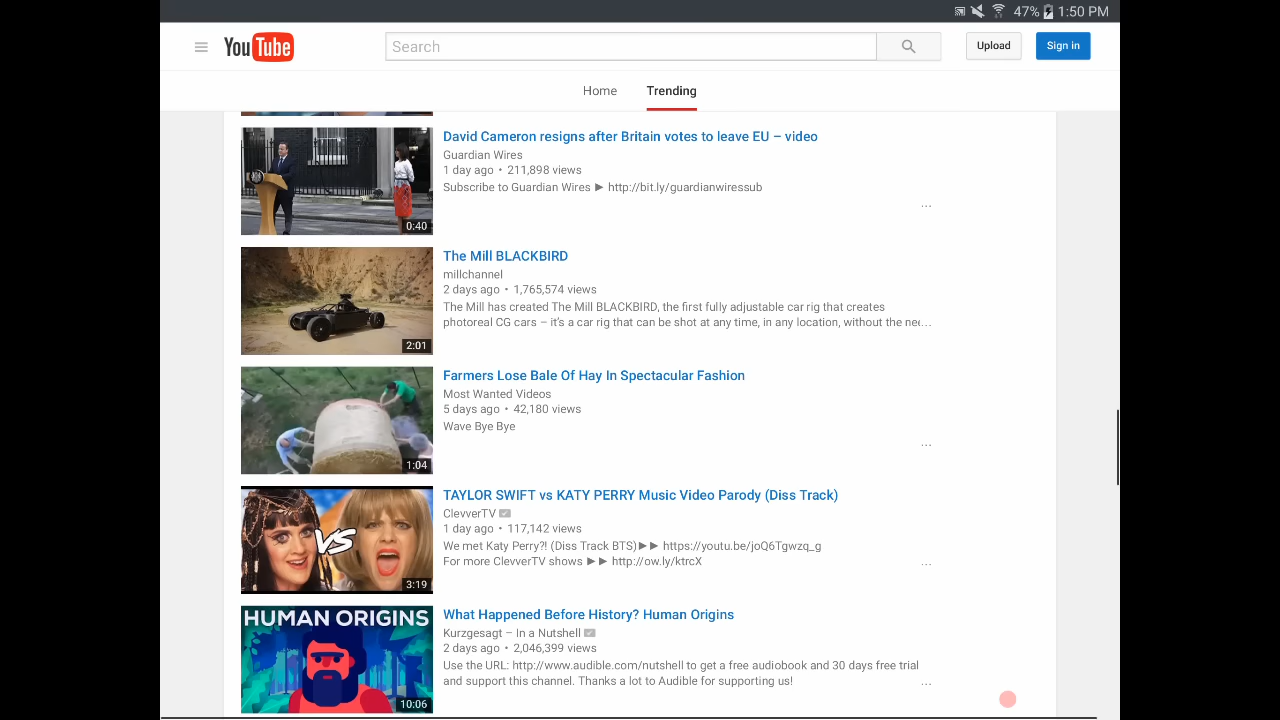 47% 1:50 PM
YouTube Search Upload Sign in
Home Trending
David Cameron resigns after Britain votes to leave EU – video
Guardian Wires
1 day ago • 211,898 views
Subscribe to Guardian Wires ► http://bit.ly/guardianwiressub
...
0:40
The Mill BLACKBIRD
millchannel
2 days ago • 1,765,574 views
The Mill has created The Mill BLACKBIRD, the first fully adjustable car rig that creates
photoreal CG cars – it's a car rig that can be shot at any time, in any location, without the nec...
2:01
Farmers Lose Bale Of Hay In Spectacular Fashion
Most Wanted Videos
5 days ago • 42,180 views
Wave Bye Bye
...
1:04
TAYLOR SWIFT vs KATY PERRY Music Video Parody (Diss Track)
ClevverTV
1 day ago • 117,142 views
We met Katy Perry?! (Diss Track BTS)►► https://youtu.be/joQ6Tgwzq_g
For more ClevverTV shows ►► http://ow.ly/ktrcX
...
VS
3:19
HUMAN ORIGINS
What Happened Before History? Human Origins
Kurzgesagt – In a Nutshell
2 days ago • 2,046,399 views
Use the URL: http://www.audible.com/nutshell to get a free audiobook and 30 days free trial
and support this channel. Thanks a lot to Audible for supporting us!
...
10:06